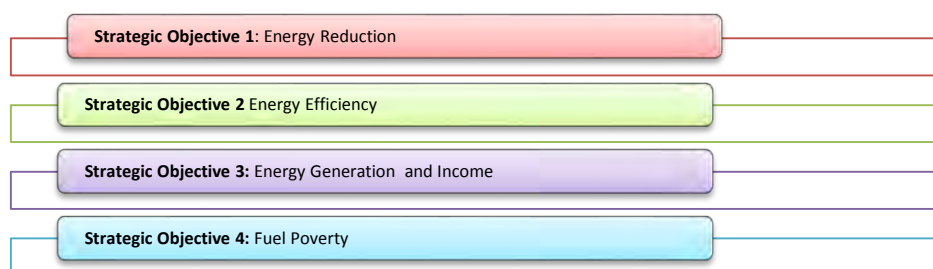 Strategic Objective 1: Energy Reduction
Strategic Objective 2 Energy Efficiency
Strategic Objective 3: Energy Generation and Income
Strategic Objective 4: Fuel Poverty